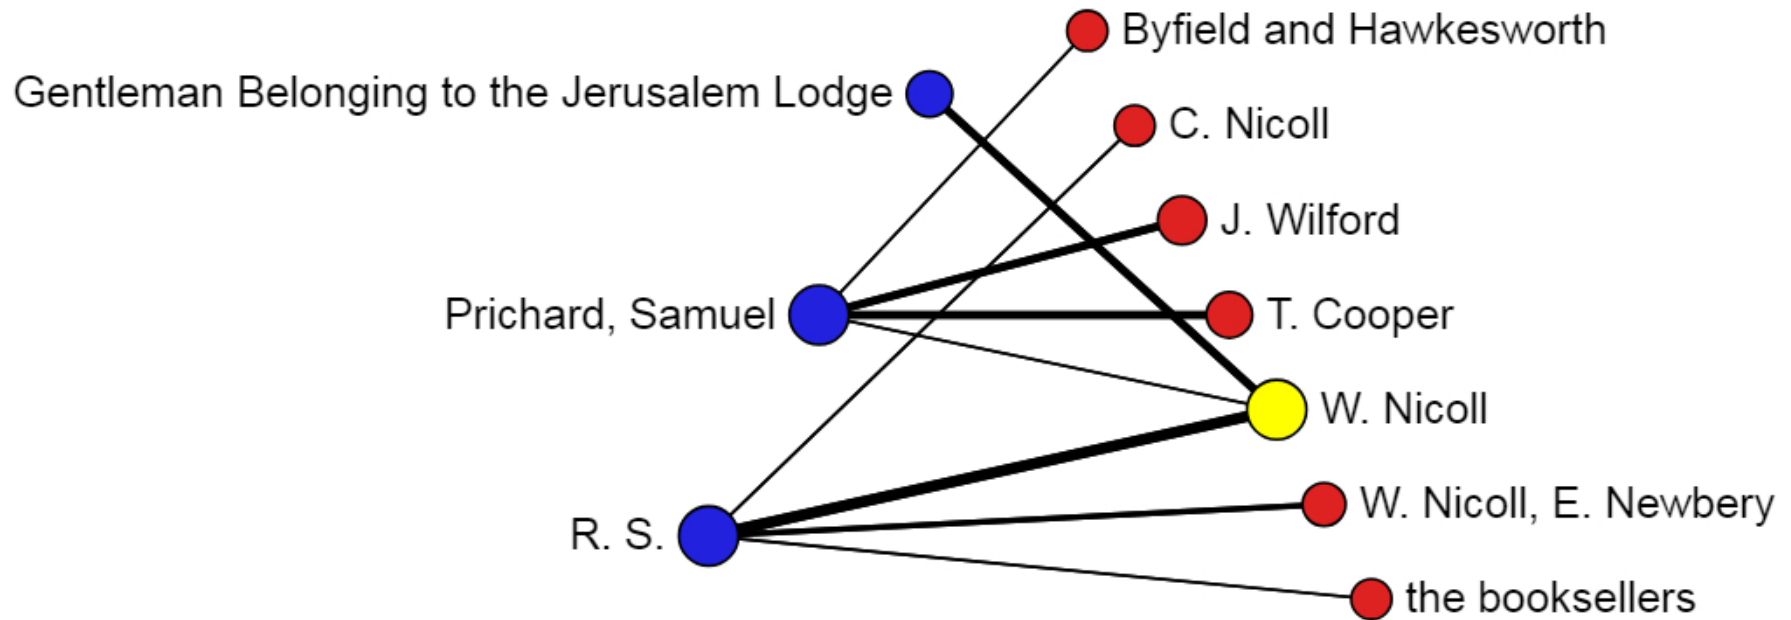 Byfield and Hawkesworth
Gentleman Belonging to the Jerusalem Lodge
C. Nicoll
J. Wilford
Prichard, Samuel
T. Cooper
W. Nicoll
W. Nicoll, E. Newbery
R. S.
the booksellers